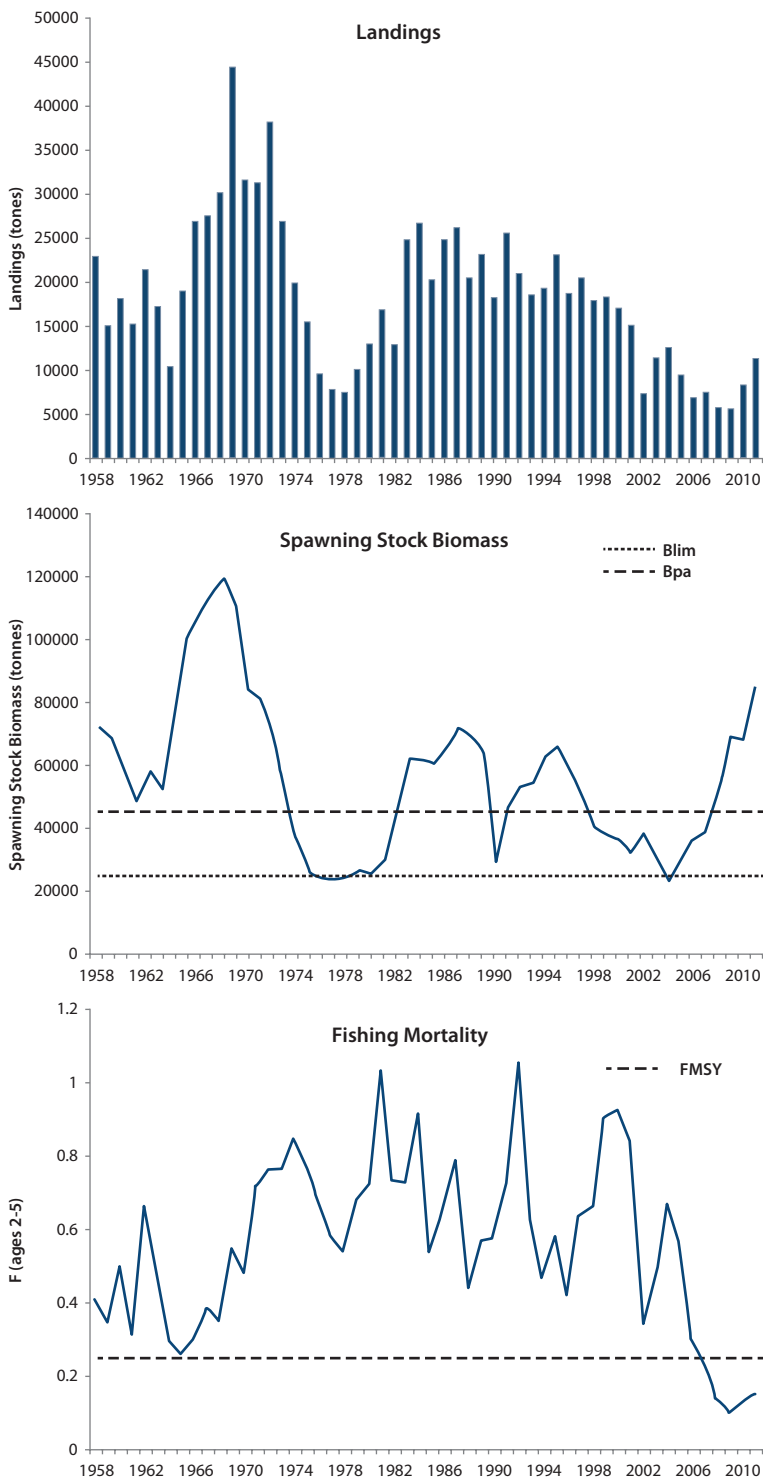 Landings
Landings (tones)
50000
45000
40000
35000
30000
25000
20000
15000
10000
5000
0
1958 1962 1966 1970 1974 1978 1982 1986 1990 1994 1998 2002 2006 2010
Spawning Stock Biomass
Blim
Bpa
Spawning Stock Biomass (tonnes)
140000
120000
100000
80000
60000
40000
20000
0
1958 1962 1966 1970 1974 1978 1982 1986 1990 1994 1998 2002 2006 2010
Fishing Mortality
FMSY
F (ages 2-5)
1.2
1
0.8
0.6
0.4
0.2
0
1958 1962 1966 1970 1974 1978 1982 1986 1990 1994 1998 2002 2006 2010